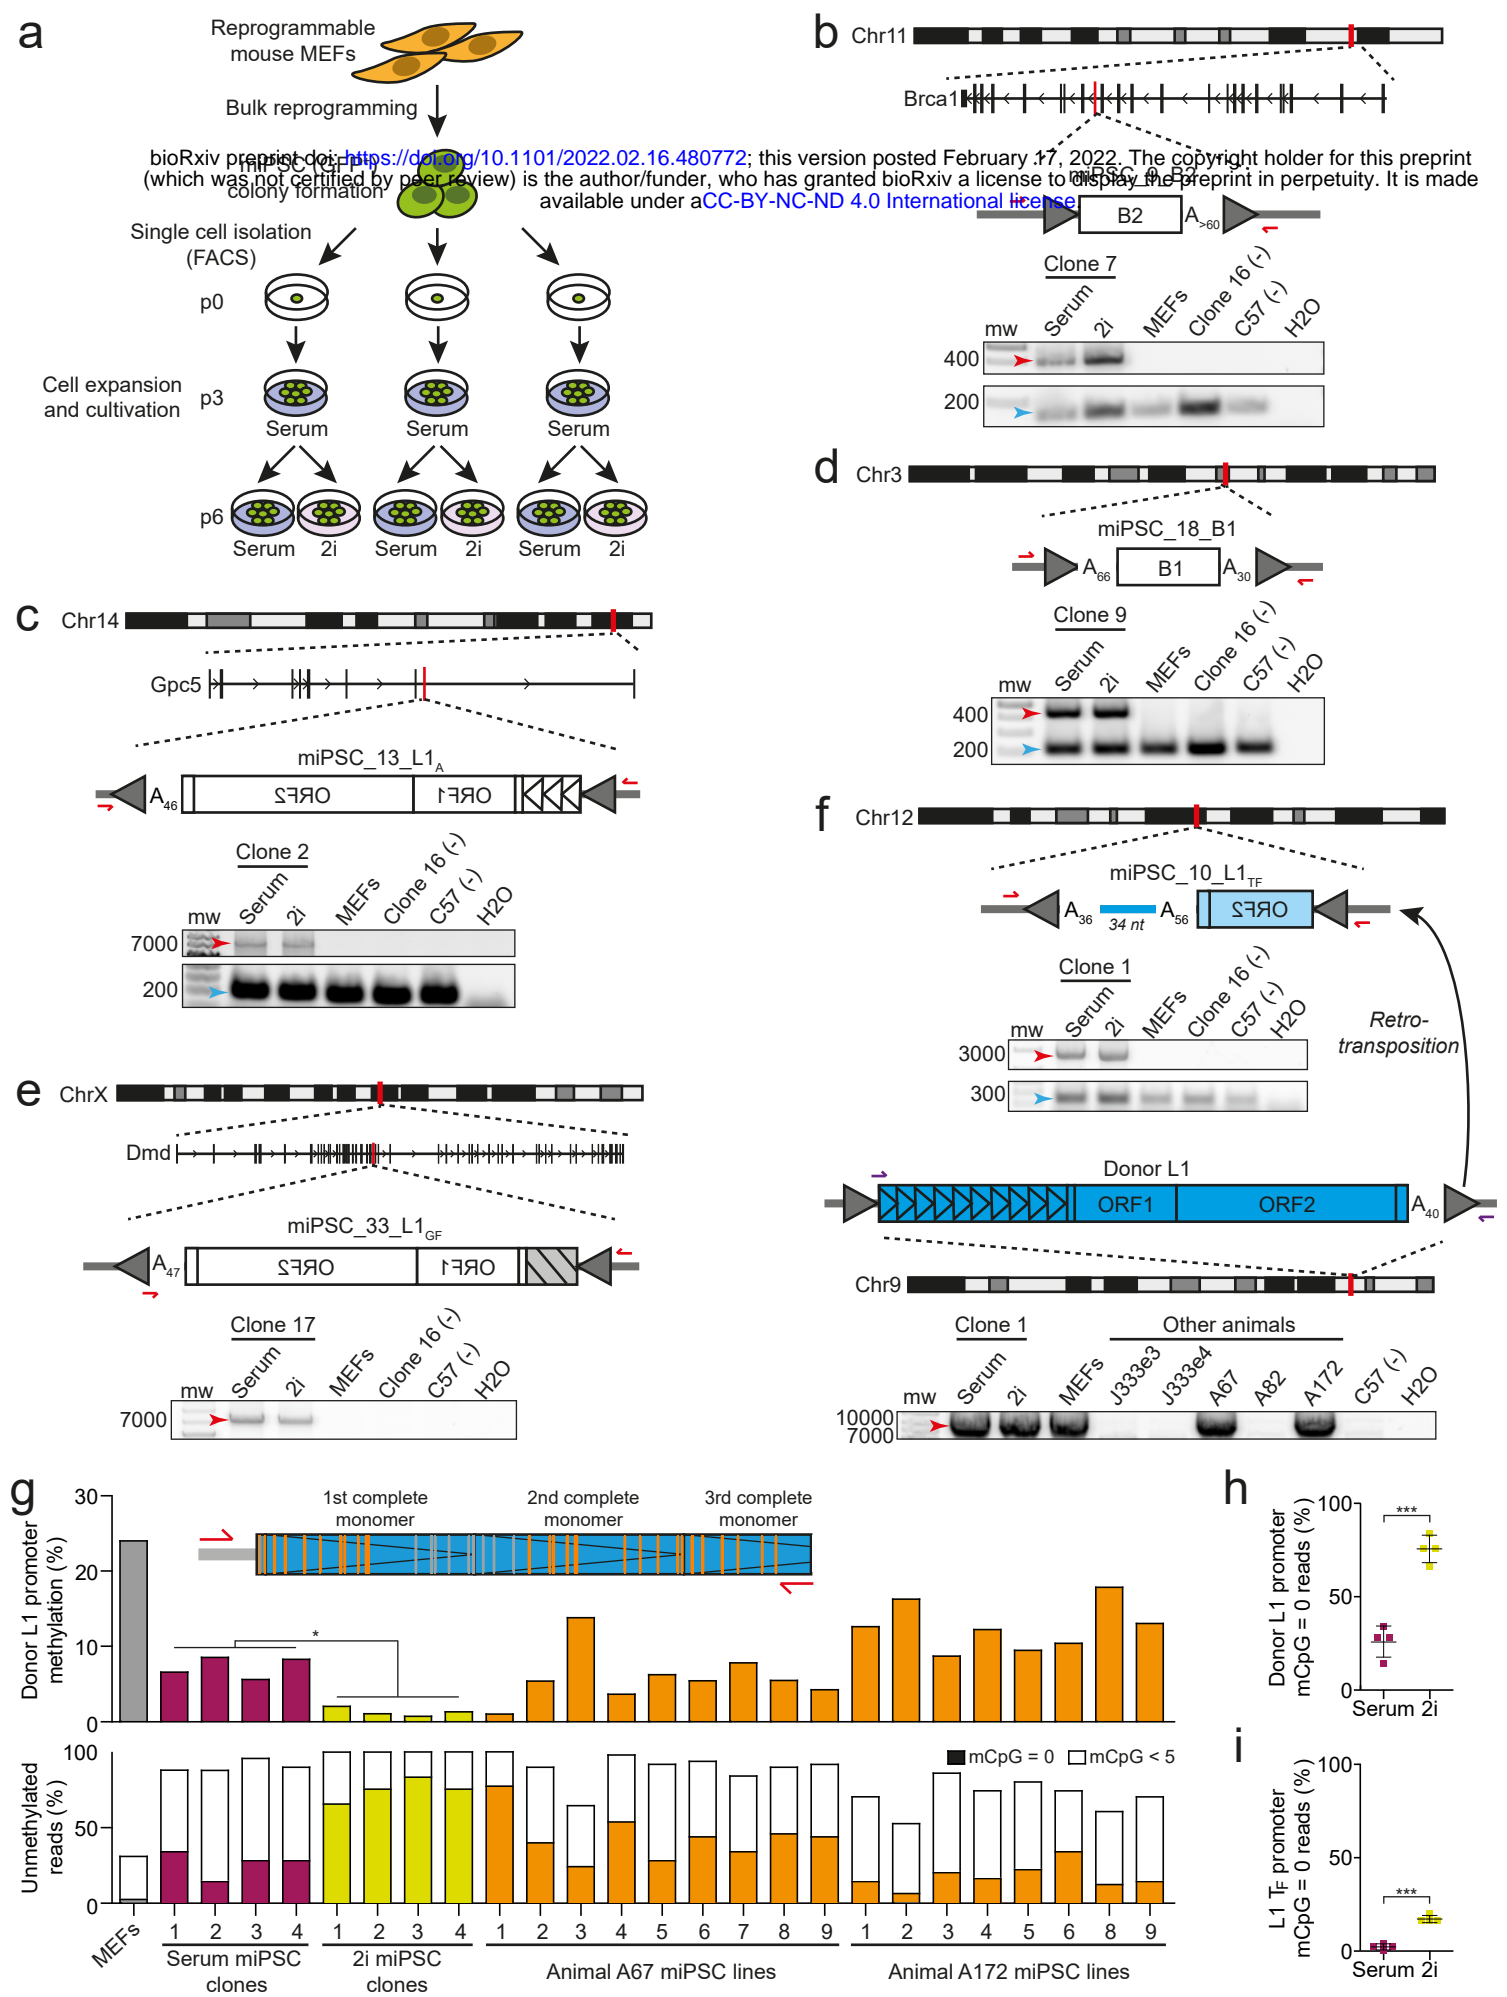 a
Reprogrammable
mouse MEFs
Bulk reprogramming
miPSC (GFP+)
colony formation
Single cell isolation
(FACS)
p0
Cell expansion
and cultivation
p3
Serum
Serum
Serum
p6
Serum 2i Serum 2i Serum 2i
bioRxiv preprint doi: https://doi.org/10.1101/2022.02.16.480772; this version posted February 17, 2022. The copyright holder for this preprint
(which was not certified by peer review) is the author/funder, who has granted bioRxiv a license to display the preprint in perpetuity. It is made
available under aCC-BY-NC-ND 4.0 International license.
b
Chr11
Brca1
miPSC_9_B2
B2 A>60
Clone 7
mw Serum 2i MEFs Clone 16 (-) C57 (-) H2O
400
200
c
Chr14
Gpc5
miPSC_13_L1A
A46 ORF2 ORF1
Clone 2
mw Serum 2i MEFs Clone 16 (-) C57 (-) H2O
7000
200
d
Chr3
miPSC_18_B1
A66 B1 A30
Clone 9
mw Serum 2i MEFs Clone 16 (-) C57 (-) H2O
400
200
e
ChrX
Dmd
miPSC_33_L1GF
A47 ORF2 ORF1
Clone 17
mw Serum 2i MEFs Clone 16 (-) C57 (-) H2O
7000
f
Chr12
miPSC_10_L1TF
A36 34 nt A56 ORF2
Clone 1
mw Serum 2i MEFs Clone 16 (-) C57 (-) H2O
3000
300
Retro-
transposition
Donor L1
ORF1 ORF2 A40
Chr9
Clone 1 Other animals
mw Serum 2i MEFs J333e3 J333e4 A67 A82 A172 C57 (-) H2O
10000
7000
g
Donor L1 promoter
methylation (%)
30
20
10
0
1st complete
monomer
2nd complete
monomer
3rd complete
monomer
*
Unmethylated
reads (%)
100
50
0
mCpG = 0 mCpG < 5
MEFs 1 2 3 4 1 2 3 4 1 2 3 4 5 6 7 8 9 1 2 3 4 5 6 8 9
Serum miPSC
clones
2i miPSC
clones
Animal A67 miPSC lines
Animal A172 miPSC lines
h
Donor L1 promoter
mCpG = 0 reads (%)
100
50
0
***
Serum 2i
i
L1 TF promoter
mCpG = 0 reads (%)
100
50
0
***
Serum 2i